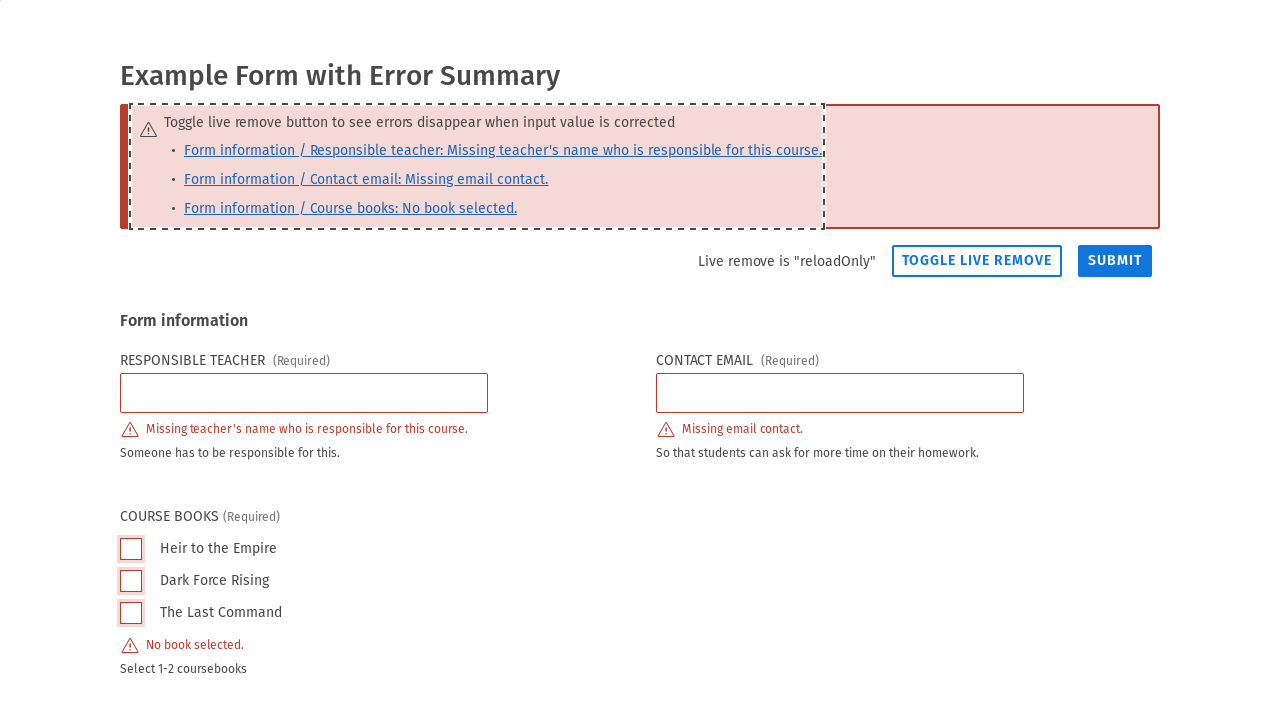 Example Form with Error Summary
Toggle live remove button to see errors disappear when input value is corrected
• Form information / Responsible teacher: Missing teacher's name who is responsible for this course.
• Form information / Contact email: Missing email contact.
• Form information / Course books: No book selected.
Live remove is "reloadOnly" TOGGLE LIVE REMOVE SUBMIT
Form information
RESPONSIBLE TEACHER (Required)
Missing teacher's name who is responsible for this course.
Someone has to be responsible for this.
CONTACT EMAIL (Required)
Missing email contact.
So that students can ask for more time on their homework.
COURSE BOOKS (Required)
Heir to the Empire
Dark Force Rising
The Last Command
No book selected.
Select 1-2 coursebooks